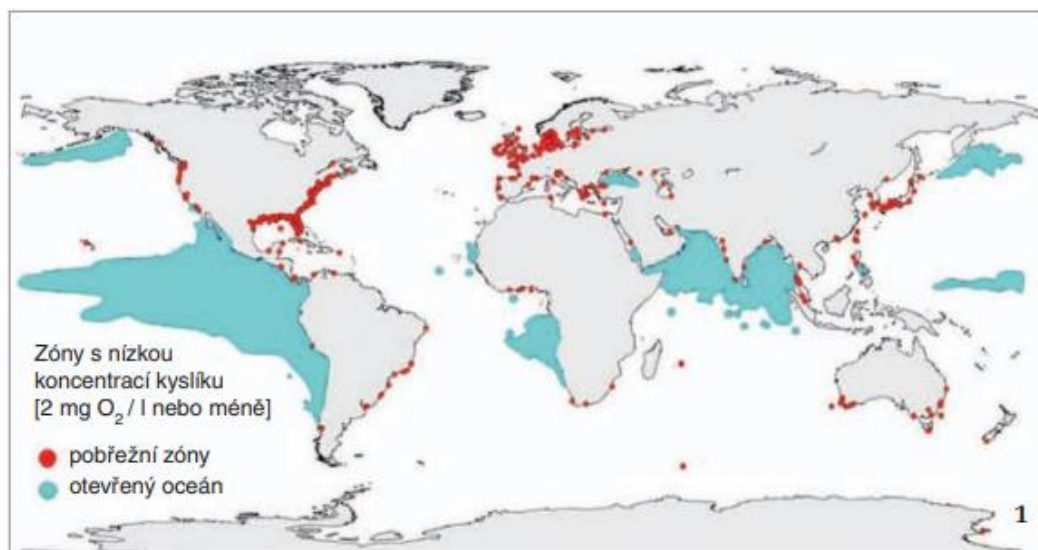 Zóny s nízkou
koncentrací kyslíku
[2 mg O₂ / l nebo méně]
pobřežní zóny
otevřený oceán
1